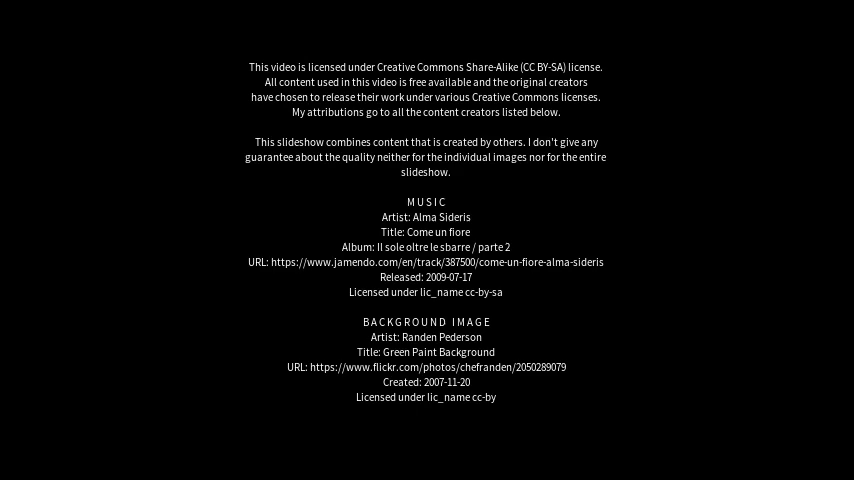 This video is licensed under Creative Commons Share-Alike (CC BY-SA) license.
All content used in this video is free available and the original creators
have chosen to release their work under various Creative Commons licenses.
My attributions go to all the content creators listed below.
This slideshow combines content that is created by others. I don't give any
guarantee about the quality neither for the individual images nor for the entire
slideshow.
MUSIC
Artist: Alma Sideris
Title: Come un fiore
Album: Il sole oltre le sbarre / parte 2
URL: https://www.jamendo.com/en/track/387500/come-un-fiore-alma-sideris
Released: 2009-07-17
Licensed under lic_name cc-by-sa
BACKGROUND IMAGE
Artist: Randen Pederson
Title: Green Paint Background
URL: https://www.flickr.com/photos/chefranden/2050289079
Created: 2007-11-20
Licensed under lic_name cc-by